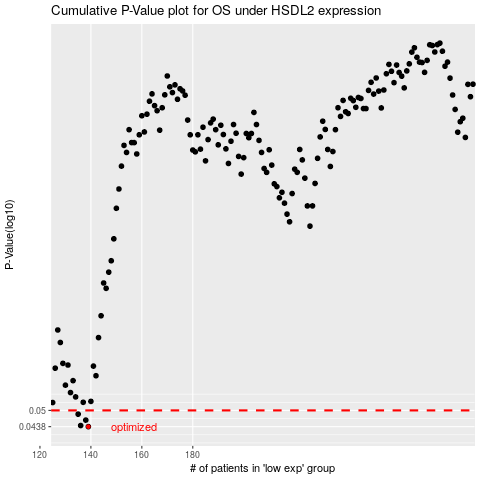 Cumulative P-Value plot for OS under HSDL2 expression
P-Value(log10)
0.05
0.0438
optimized
120 140 160 180
# of patients in 'low exp' group